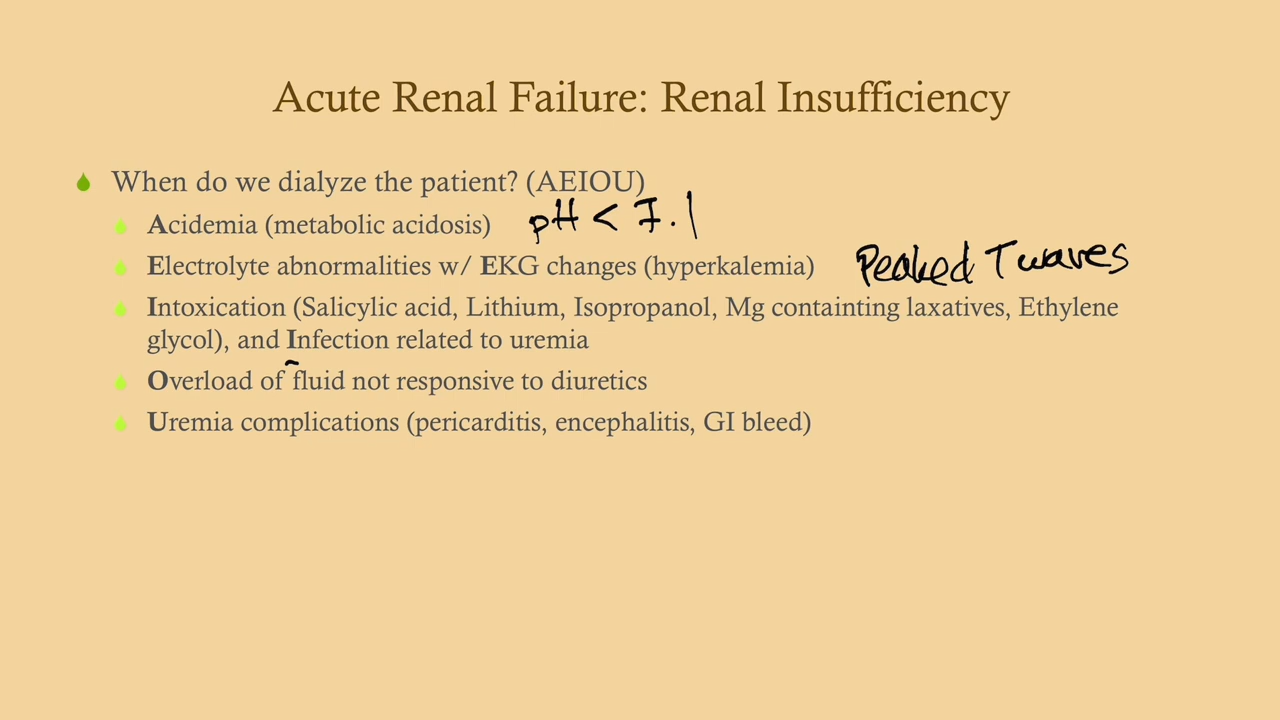 Acute Renal Failure: Renal Insufficiency
When do we dialyze the patient? (AEIOU)
Acidemia (metabolic acidosis) pH < 7.1
Electrolyte abnormalities w/ EKG changes (hyperkalemia) Peaked T waves
Intoxication (Salicylic acid, Lithium, Isopropanol, Mg containting laxatives, Ethylene
glycol), and Infection related to uremia
Overload of fluid not responsive to diuretics
Uremia complications (pericarditis, encephalitis, GI bleed)